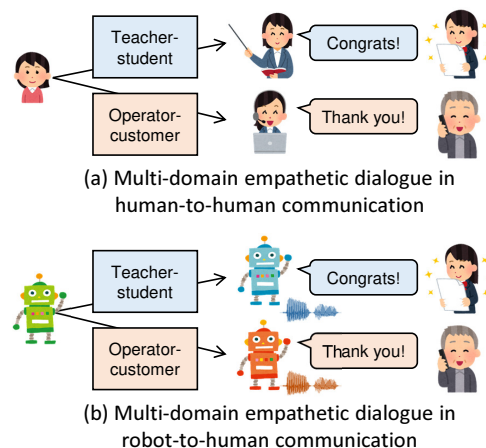 Teacher-
student
Congrats!
Operator-
customer
Thank you!
(a) Multi-domain empathetic dialogue in
human-to-human communication
Teacher-
student
Congrats!
Operator-
customer
Thank you!
(b) Multi-domain empathetic dialogue in
robot-to-human communication